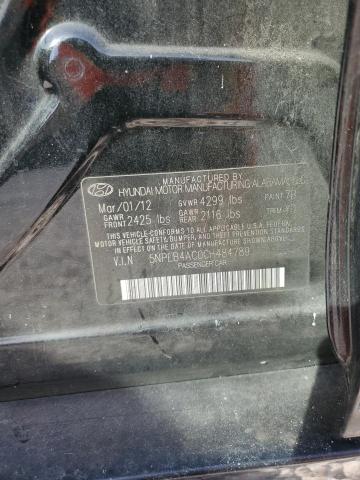 MANUFACTURED BY
HYUNDAI MOTOR MANUFACTURING ALABAMA, LLC
Mar/01/12 GVWR 4299 lbs PAINT
GAWR FRONT 2425 lbs GAWR REAR 2116 lbs TRIM
THIS VEHICLE CONFORMS TO ALL APPLICABLE U.S.A. FEDERAL
MOTOR VEHICLE SAFETY, BUMPER, AND THEFT PREVENTION STANDARDS
IN EFFECT ON THE DATE OF MANUFACTURE SHOWN ABOVE.
V.I.N 5NPEB4AC0CH484789
PASSENGER CAR